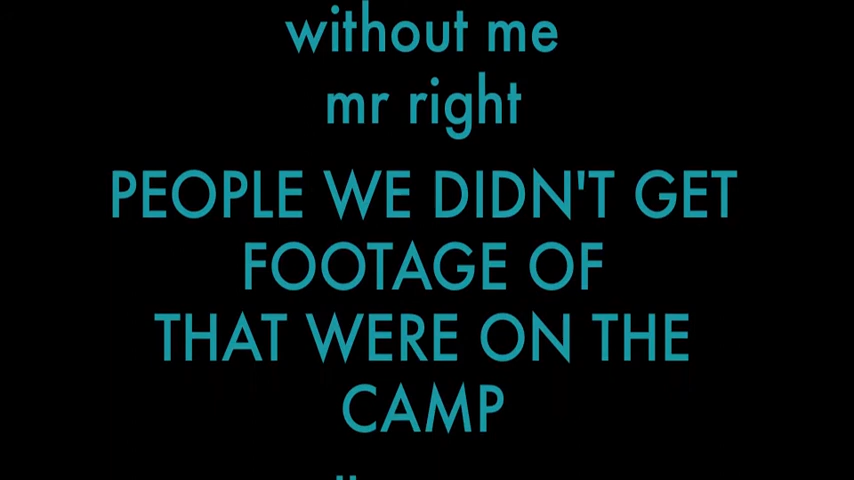 without me
mr right
PEOPLE WE DIDN'T GET
FOOTAGE OF
THAT WERE ON THE
CAMP